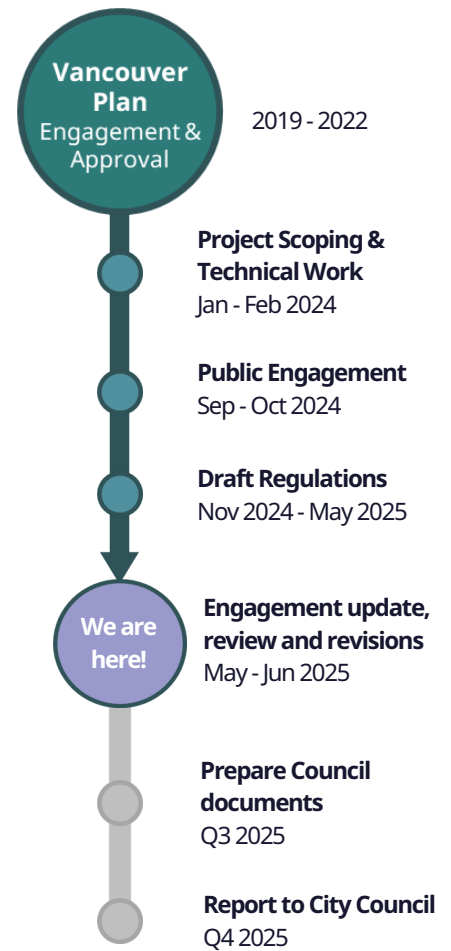 Vancouver
Plan
Engagement &
Approval
2019 - 2022
Project Scoping &
Technical Work
Jan - Feb 2024
Public Engagement
Sep - Oct 2024
Draft Regulations
Nov 2024 - May 2025
We are
here!
Engagement update,
review and revisions
May - Jun 2025
Prepare Council
documents
Q3 2025
Report to City Council
Q4 2025